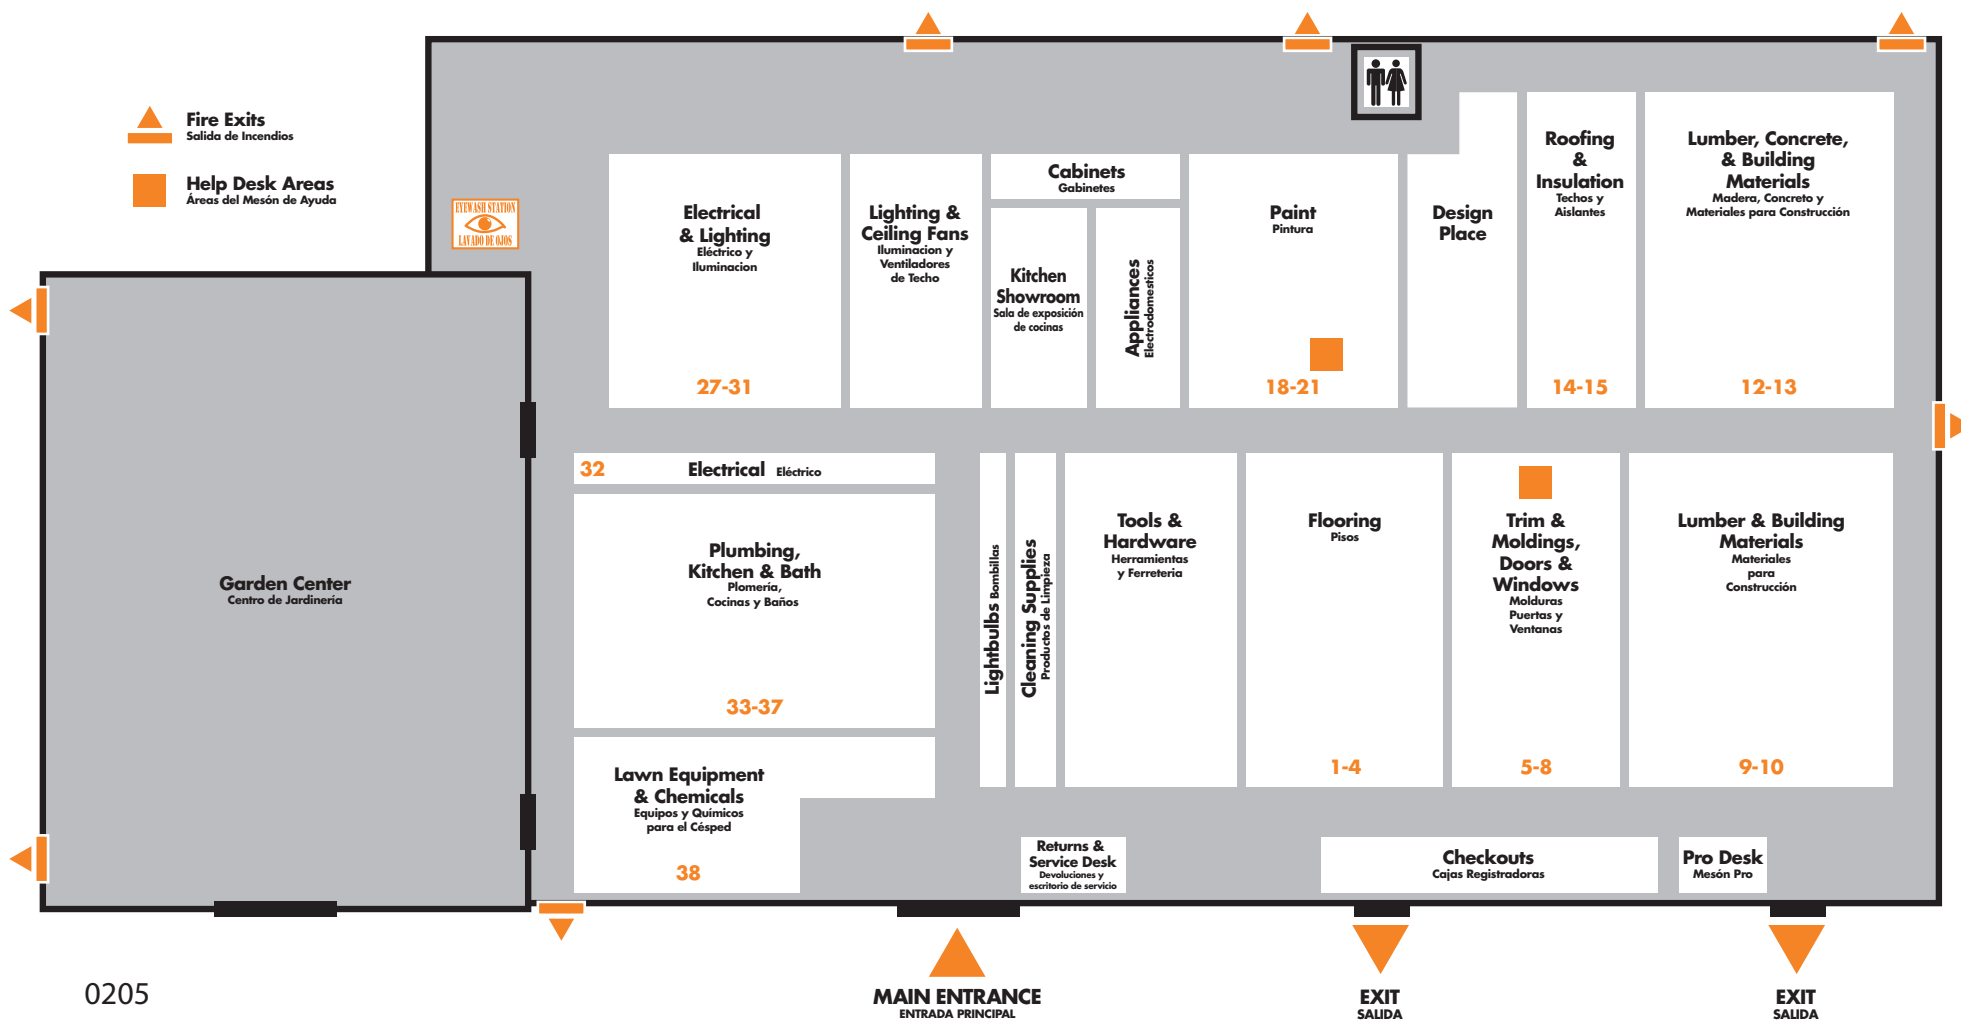 Fire Exits
Salida de Incendios
Help Desk Areas
Áreas del Mesón de Ayuda
EYEWASH STATION
LAVADO DE OJOS
Electrical
& Lighting
Eléctrico y
Iluminacion
27-31
Lighting &
Ceiling Fans
Iluminacion y
Ventiladores
de Techo
Cabinets
Gabinetes
Kitchen
Showroom
Sala de exposición
de cocinas
Appliances
Electrodomesticos
Paint
Pintura
18-21
Design
Place
Roofing
&
Insulation
Techos y
Aislantes
14-15
Lumber, Concrete,
& Building
Materials
Madera, Concreto y
Materiales para Construcción
12-13
Garden Center
Centro de Jardinería
32 Electrical Eléctrico
Plumbing,
Kitchen & Bath
Plomería,
Cocinas y Baños
33-37
Lawn Equipment
& Chemicals
Equipos y Químicos
para el Césped
38
Lightbulbs Bombillas
Cleaning Supplies
Productos de Limpieza
Tools &
Hardware
Herramientas
y Ferreteria
Flooring
Pisos
1-4
Trim &
Moldings,
Doors &
Windows
Molduras
Puertas y
Ventanas
5-8
Lumber & Building
Materials
Materiales
para
Construcción
9-10
Returns &
Service Desk
Devoluciones y
escritorio de servicio
Checkouts
Cajas Registradoras
Pro Desk
Mesón Pro
0205
MAIN ENTRANCE
ENTRADA PRINCIPAL
EXIT
SALIDA
EXIT
SALIDA